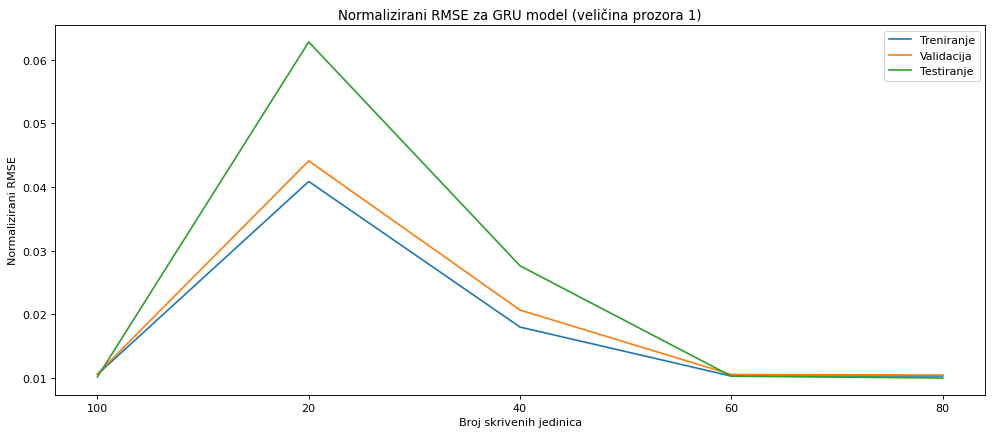 Normalizirani RMSE za GRU model (veličina prozora 1)
Treniranje
Validacija
Testiranje
Normalizirani RMSE
0.06
0.05
0.04
0.03
0.02
0.01
100 20 40 60 80
Broj skrivenih jedinica